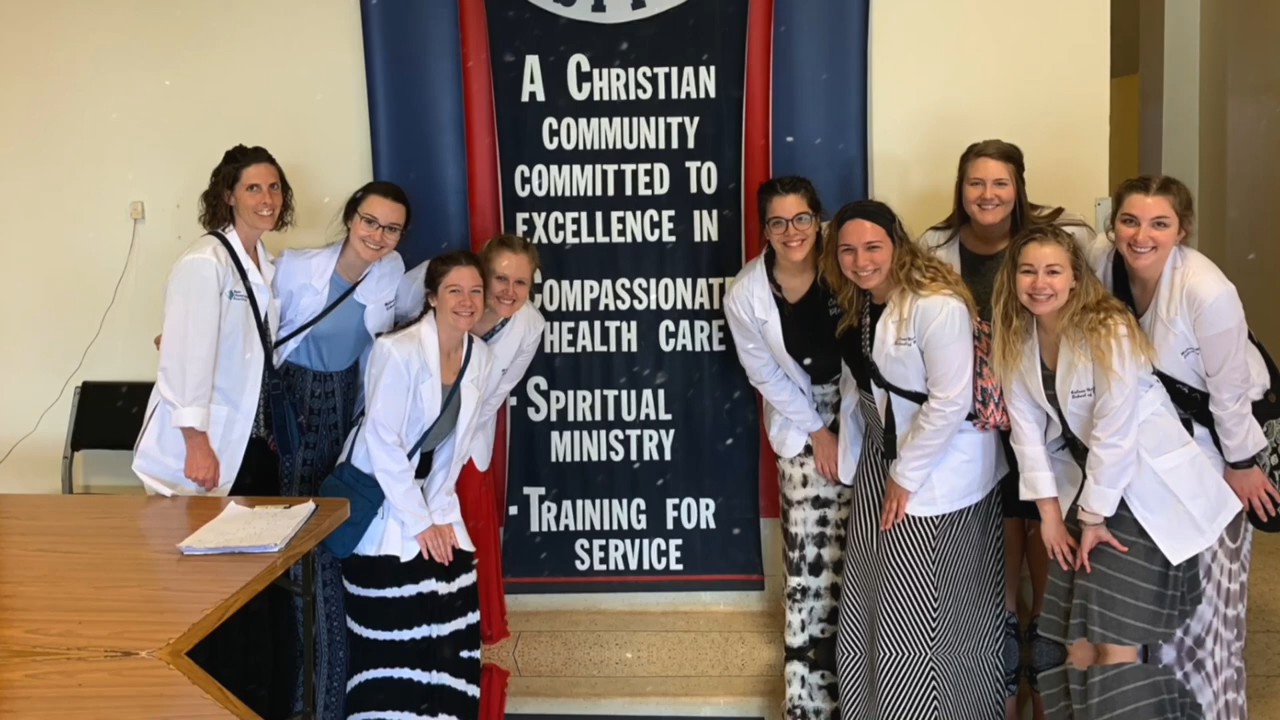 A CHRISTIAN
COMMUNITY
COMMITTED TO
EXCELLENCE IN
COMPASSIONATE
HEALTH CARE
- SPIRITUAL
MINISTRY
- TRAINING FOR
SERVICE